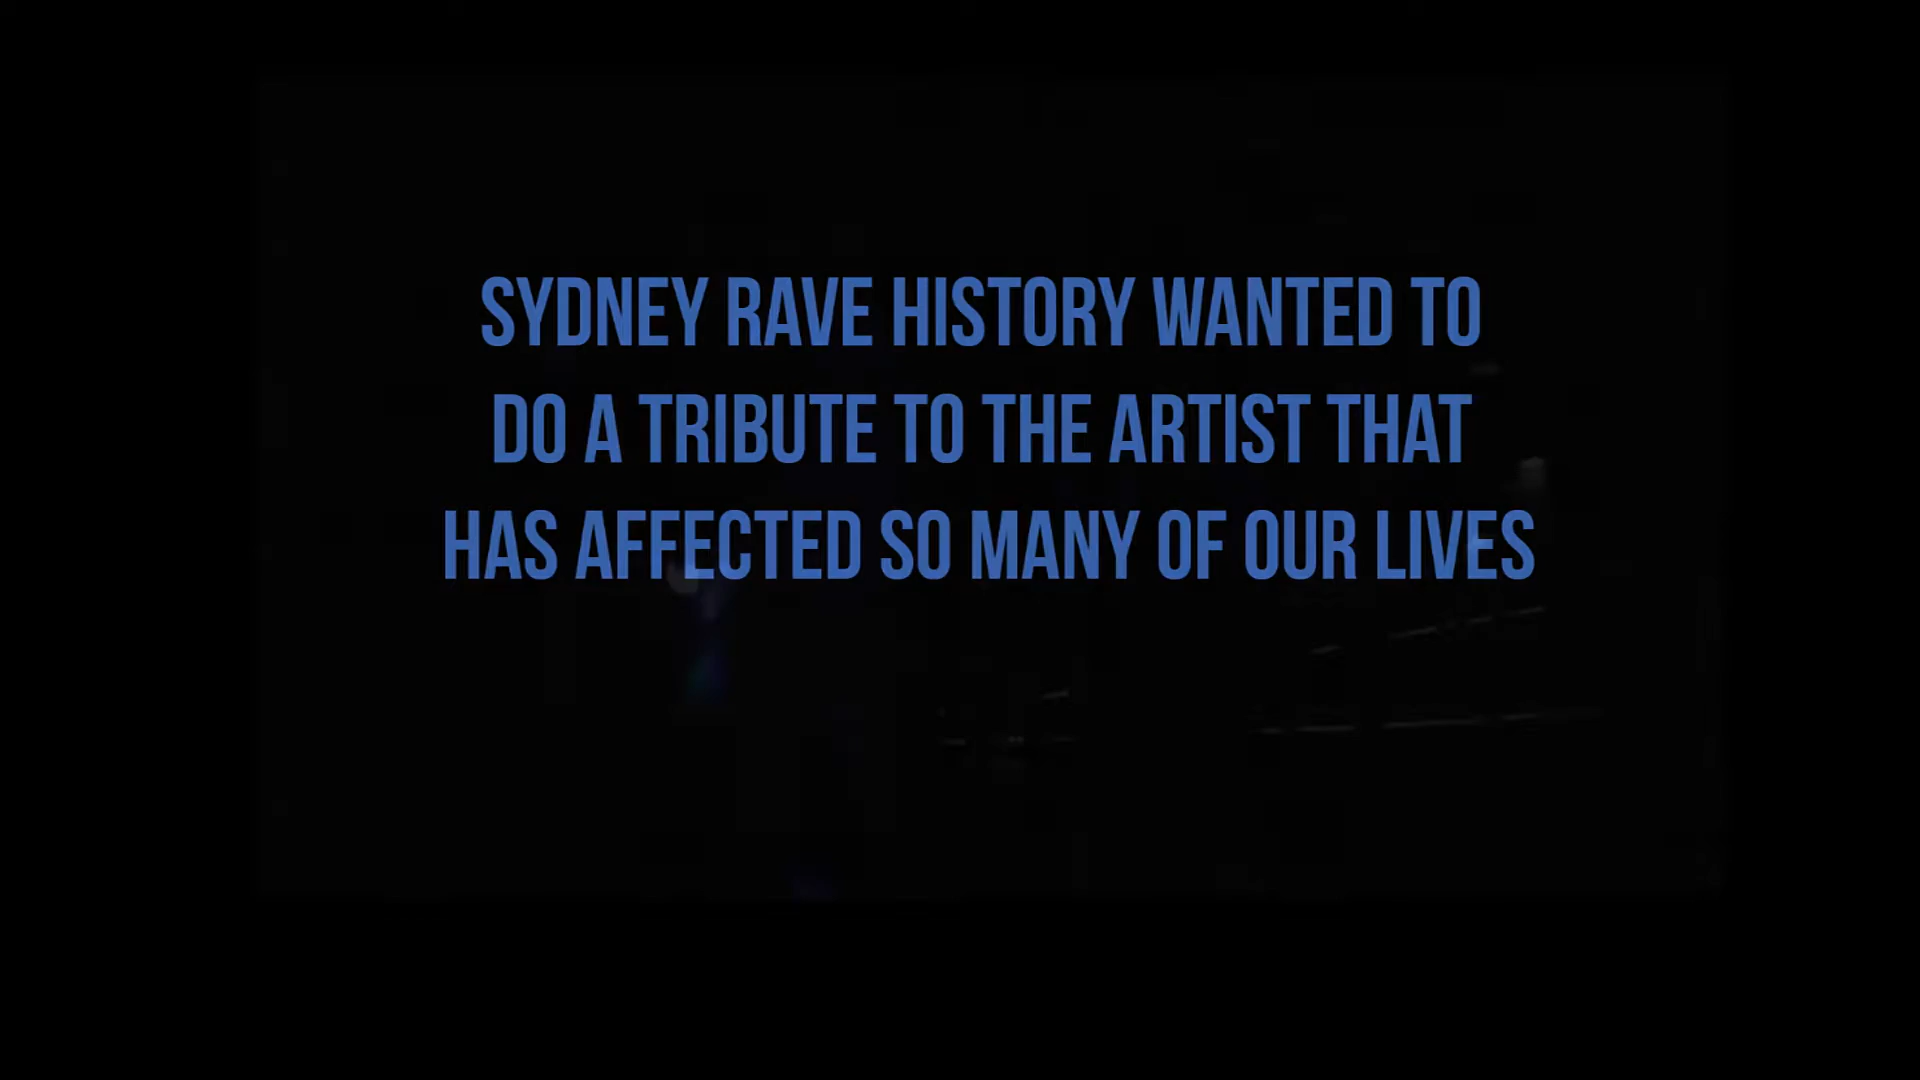 SYDNEY RAVE HISTORY WANTED TO
DO A TRIBUTE TO THE ARTIST THAT
HAS AFFECTED SO MANY OF OUR LIVES